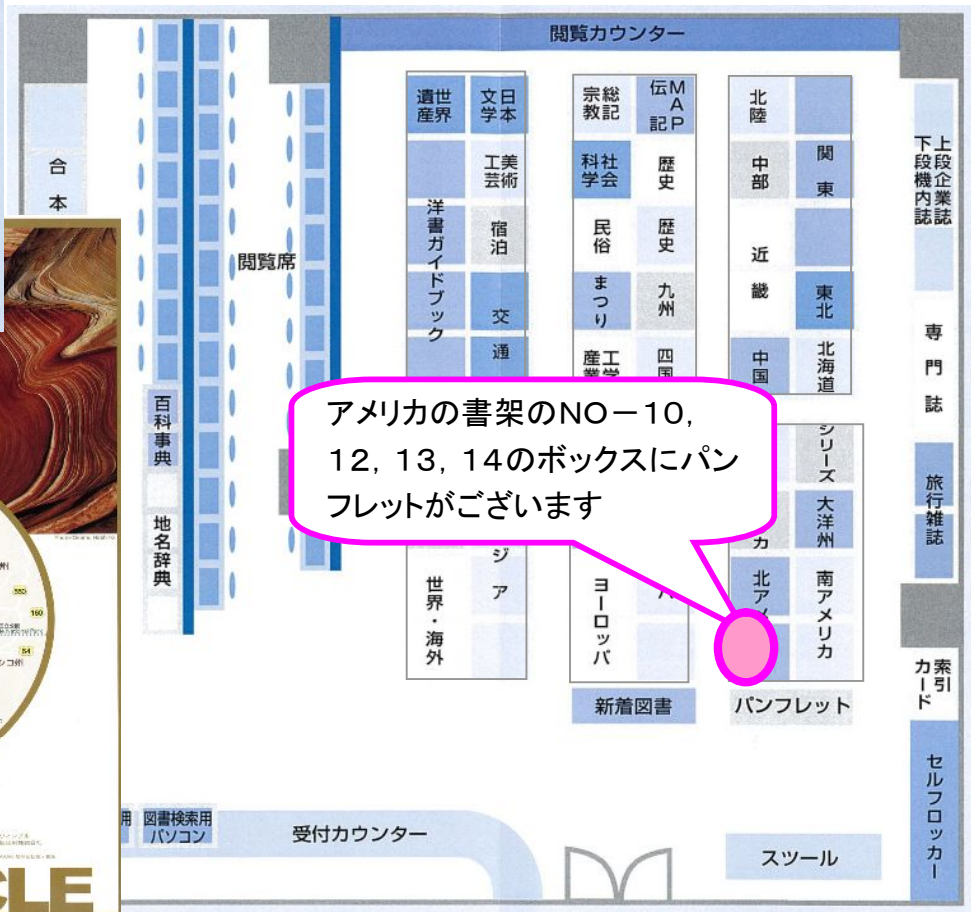 閲覧カウンター
合本
閲覧席
百科事典
地名辞典
世界遺産
日本文学
美術工芸
洋書ガイドブック
宿泊
交通
総記宗教
MAP
伝記
社会科学
歴史
民俗
歴史
まつり
九州
北陸
関東
中部
近畿
東北
中国
北海道
上段企業誌
下段機内誌
専門誌
旅行雑誌
アメリカの書架のNO－10,
12，13，14のボックスにパン
フレットがございます
シリーズ
大洋州
カ
南アメリカ
ジア
世界・海外
ヨーロッパ
新着図書
パンフレット
索引カード
セルフロッカー
用
図書検索用
パソコン
受付カウンター
スツール
550
160
64
CLE